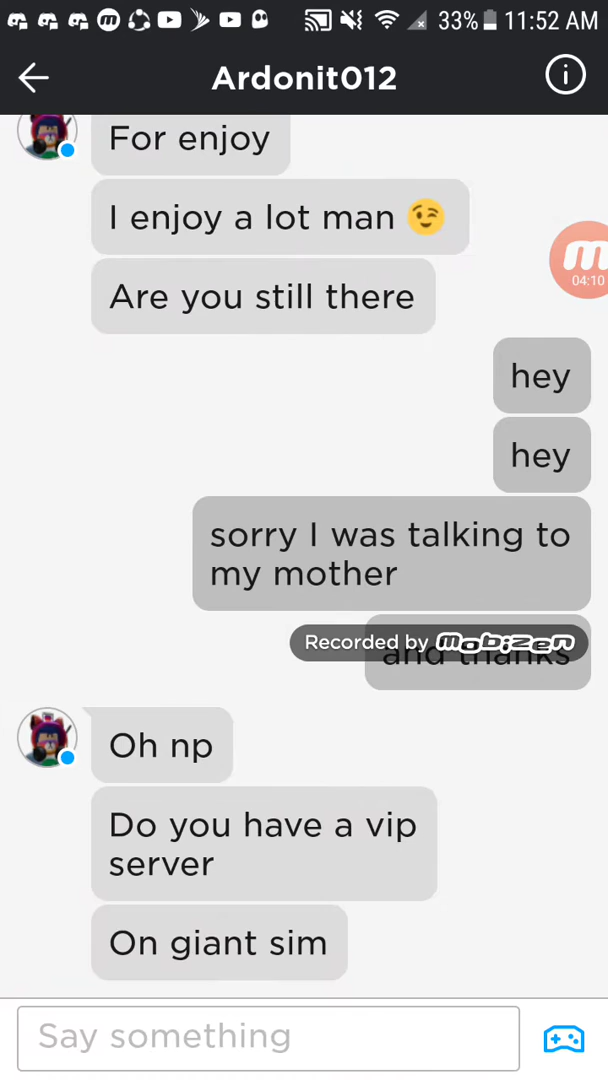 33% 11:52 AM
Ardonit012
For enjoy
I enjoy a lot man 😉
04:10
Are you still there
hey
hey
sorry I was talking to
my mother
Recorded by mobizen
and thanks
Oh np
Do you have a vip
server
On giant sim
Say something